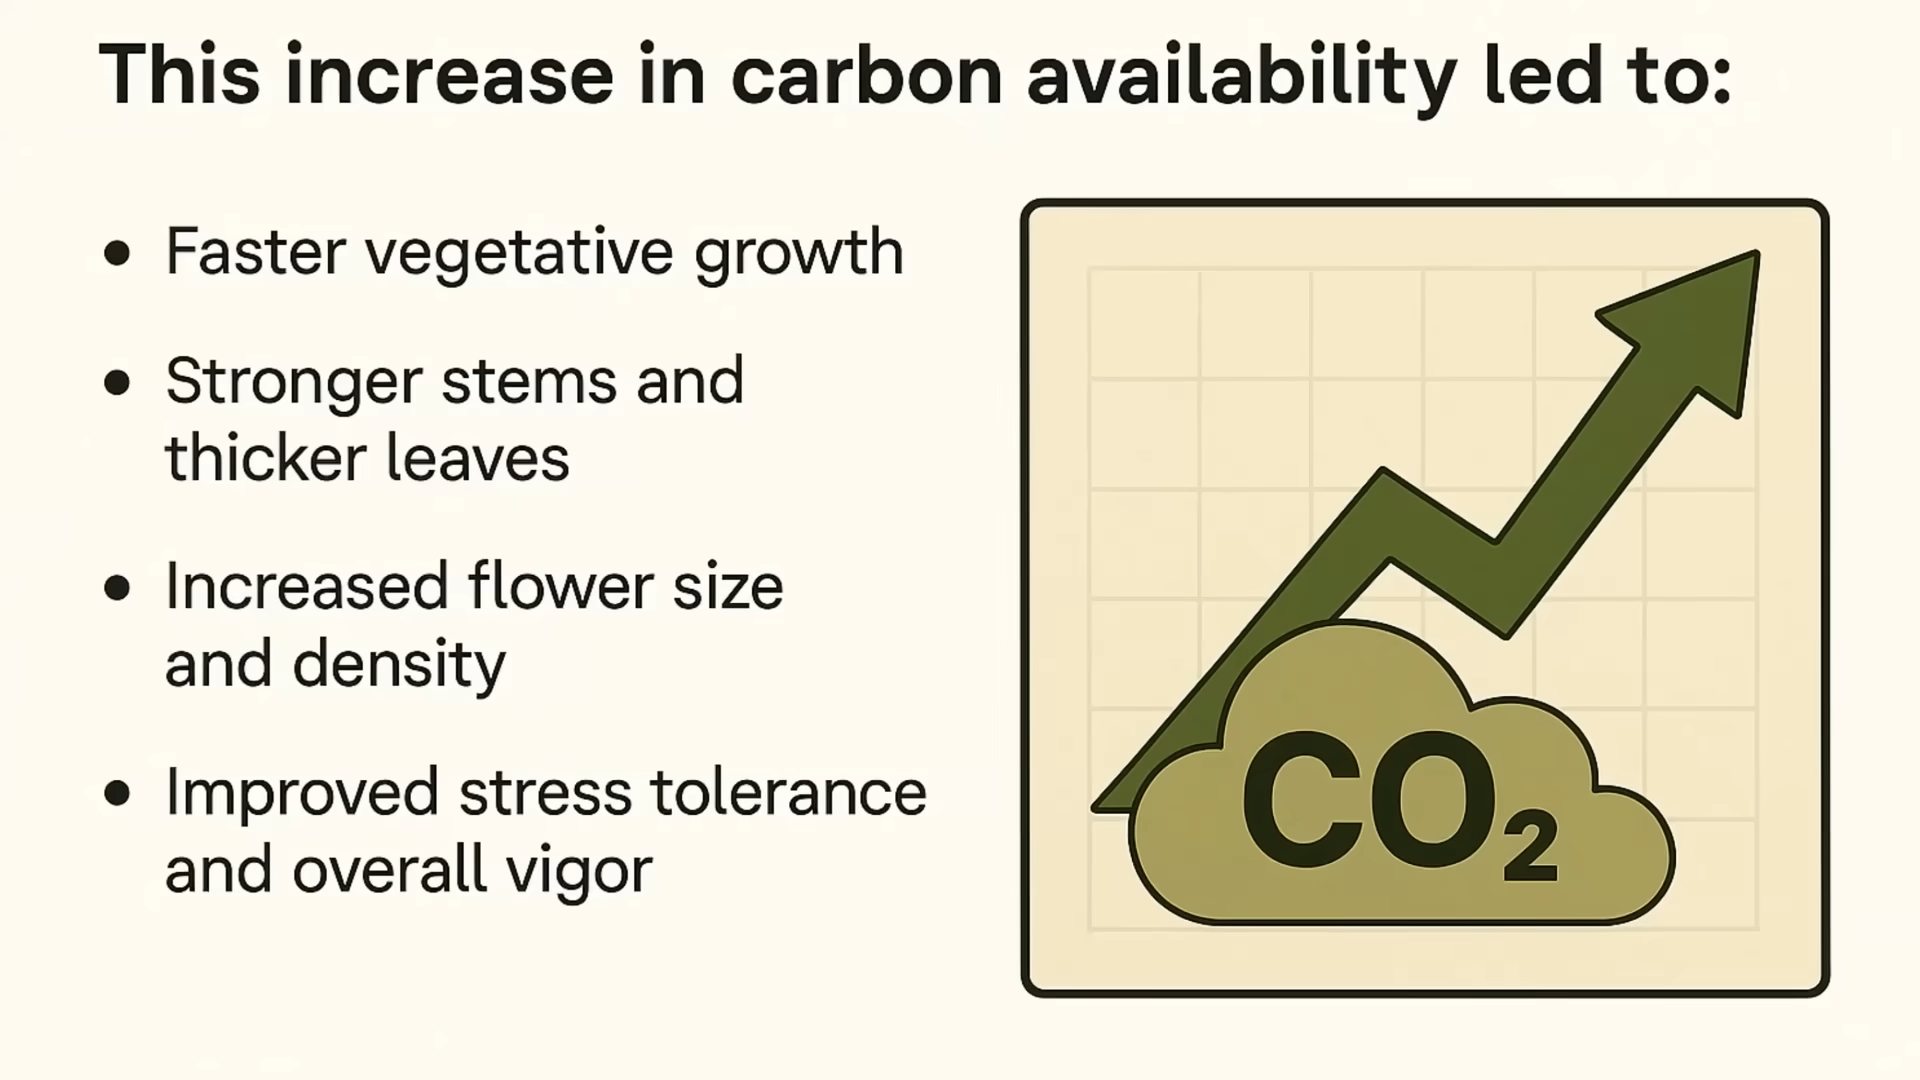 This increase in carbon availability led to:
• Faster vegetative growth
• Stronger stems and
thicker leaves
• Increased flower size
and density
• Improved stress tolerance
and overall vigor
CO₂